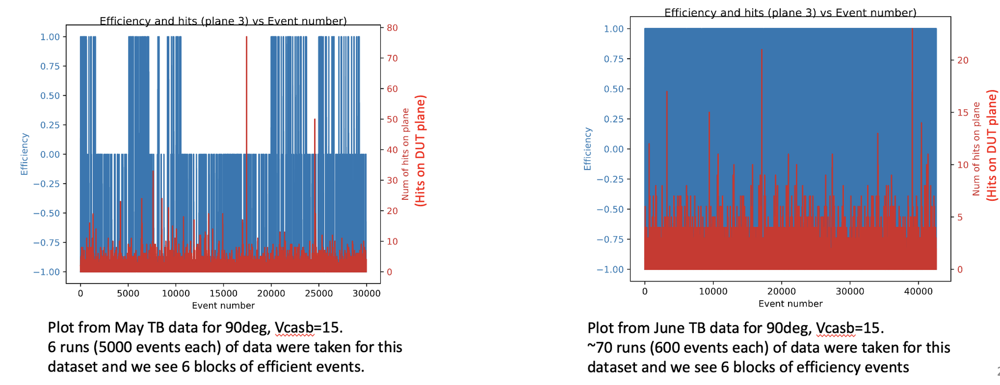 Efficiency and hits (plane 3) vs Event number)
1.00
0.75
0.50
0.25
0.00
−0.25
−0.50
−0.75
−1.00
Efficiency
80
70
60
50
40
30
20
10
0
Num of hits on plane
(Hits on DUT plane)
0 5000 10000 15000 20000 25000 30000
Event number
Plot from May TB data for 90deg, Vcasb=15.
6 runs (5000 events each) of data were taken for this
dataset and we see 6 blocks of efficient events.
Efficiency and hits (plane 3) vs Event number)
1.00
0.75
0.50
0.25
0.00
−0.25
−0.50
−0.75
−1.00
Efficiency
20
15
10
5
0
Num of hits on plane
(Hits on DUT plane)
0 10000 20000 30000 40000
Event number
Plot from June TB data for 90deg, Vcasb=15.
~70 runs (600 events each) of data were taken for this
dataset and we see 6 blocks of efficiency events